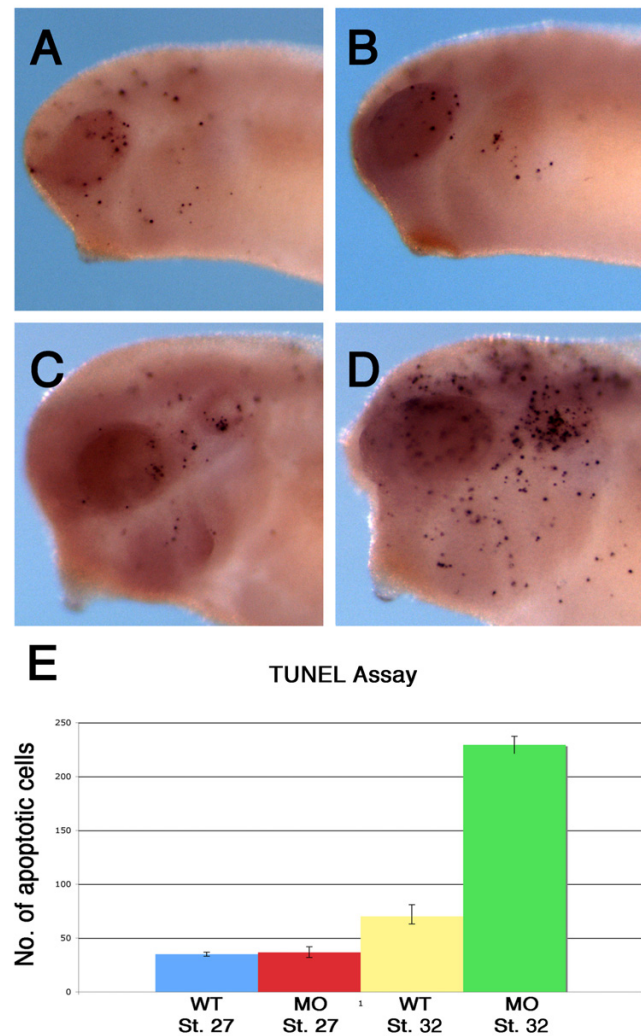 A
B
C
D
E
TUNEL Assay
No. of apoptotic cells
250
200
150
100
50
0
WT MO 1 WT MO
St. 27 St. 27 St. 32 St. 32